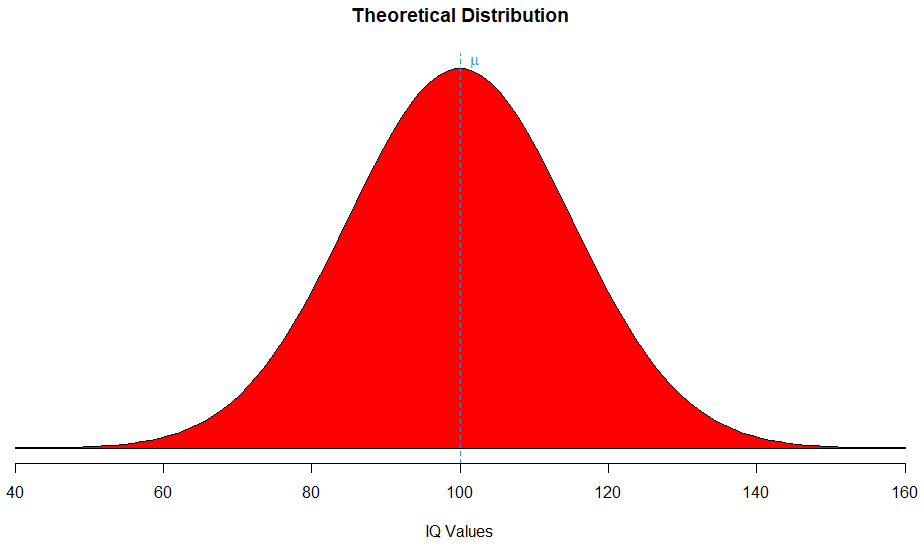 Theoretical Distribution
μ
40 60 80 100 120 140 160
IQ Values